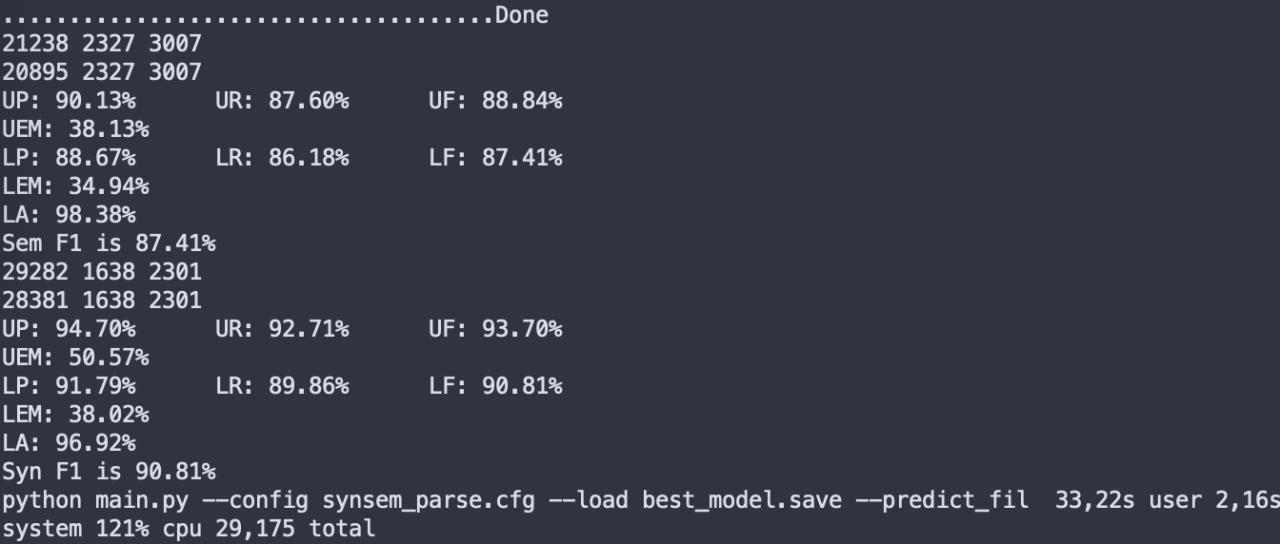 .....................................Done
21238 2327 3007
20895 2327 3007
UP: 90.13%      UR: 87.60%      UF: 88.84%
UEM: 38.13%
LP: 88.67%      LR: 86.18%      LF: 87.41%
LEM: 34.94%
LA: 98.38%
Sem F1 is 87.41%
29282 1638 2301
28381 1638 2301
UP: 94.70%      UR: 92.71%      UF: 93.70%
UEM: 50.57%
LP: 91.79%      LR: 89.86%      LF: 90.81%
LEM: 38.02%
LA: 96.92%
Syn F1 is 90.81%
python main.py --config synsem_parse.cfg --load best_model.save --predict_fil  33,22s user 2,16s
system 121% cpu 29,175 total